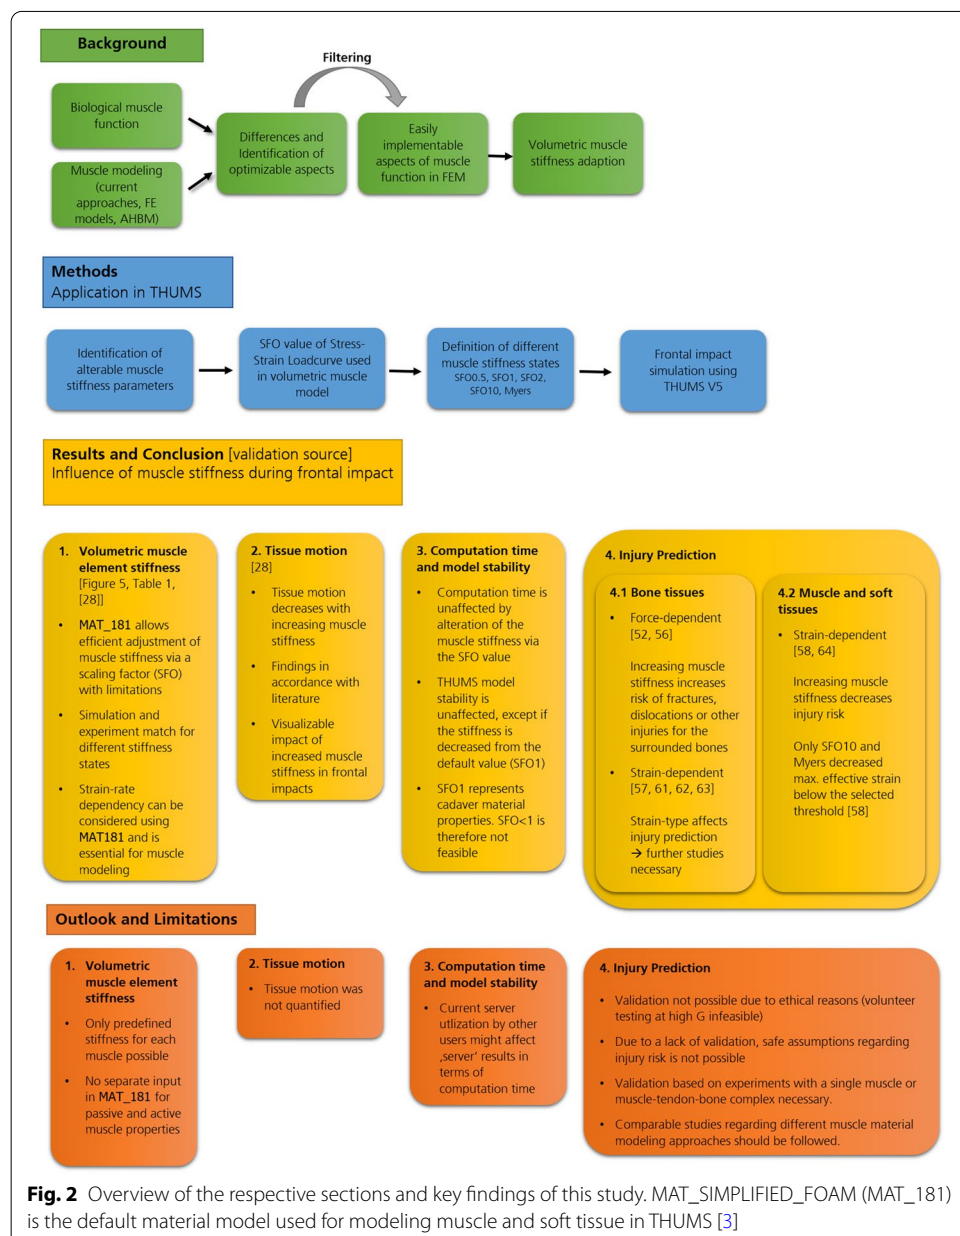 Background
Filtering
Biological muscle
function
Muscle modeling
(current
approaches, FE
models, AHBM)
Differences and
Identification of
optimizable aspects
Easily
implementable
aspects of muscle
function in FEM
Volumetric muscle
stiffness adaption
Methods
Application in THUMS
Identification of
alterable muscle
stiffness parameters
SFO value of Stress-
Strain Loadcurve used
in volumetric muscle
model
Definition of different
muscle stiffness states
SFO0.5, SFO1, SFO2,
SFO10, Myers
Frontal impact
simulation using
THUMS V5
Results and Conclusion [validation source]
Influence of muscle stiffness during frontal impact
1. Volumetric muscle
element stiffness
[Figure 5, Table 1,
[28]]
• MAT_181 allows
efficient adjustment of
muscle stiffness via a
scaling factor (SFO)
with limitations
• Simulation and
experiment match for
different stiffness
states
• Strain-rate
dependency can be
considered using
MAT181 and is
essential for muscle
modeling
2. Tissue motion
[28]
• Tissue motion
decreases with
increasing muscle
stiffness
• Findings in
accordance with
literature
• Visualizable
impact of
increased muscle
stiffness in frontal
impacts
3. Computation time
and model stability
• Computation time is
unaffected by
alteration of the
muscle stiffness via
the SFO value
• THUMS model
stability is
unaffected, except if
the stiffness is
decreased from the
default value (SFO1)
• SFO1 represents
cadaver material
properties. SFO<1 is
therefore not
feasible
4. Injury Prediction
4.1 Bone tissues
• Force-dependent
[52, 56]
Increasing muscle
stiffness increases
risk of fractures,
dislocations or other
injuries for the
surrounded bones
• Strain-dependent
[57, 61, 62, 63]
Strain-type affects
injury prediction
→ further studies
necessary
4.2 Muscle and soft
tissues
• Strain-dependent
[58, 64]
Increasing muscle
stiffness decreases
injury risk
Only SFO10 and
Myers decreased
max. effective strain
below the selected
threshold [58]
Outlook and Limitations
1. Volumetric
muscle element
stiffness
• Only predefined
stiffness for each
muscle possible
• No separate input
in MAT_181 for
passive and active
muscle properties
2. Tissue motion
• Tissue motion was
not quantified
3. Computation time
and model stability
• Current server
utlization by other
users might affect
‚server' results in
terms of
computation time
4. Injury Prediction
• Validation not possible due to ethical reasons (volunteer
testing at high G infeasible)
• Due to a lack of validation, safe assumptions regarding
injury risk is not possible
• Validation based on experiments with a single muscle or
muscle-tendon-bone complex necessary.
• Comparable studies regarding different muscle material
modeling approaches should be followed.
Fig. 2 Overview of the respective sections and key findings of this study. MAT_SIMPLIFIED_FOAM (MAT_181)
is the default material model used for modeling muscle and soft tissue in THUMS [3]